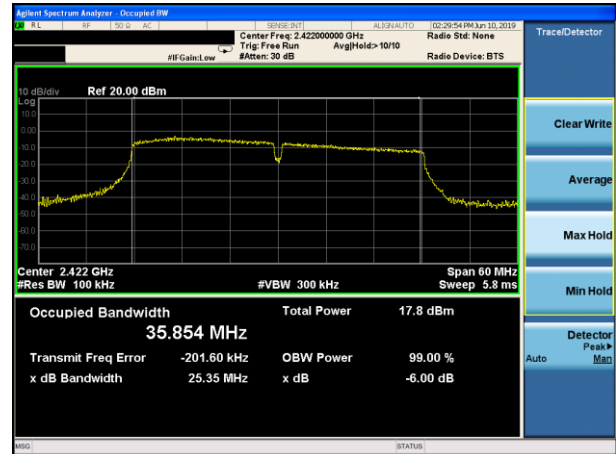 Agilent Spectrum Analyzer - Occupied BW
RL RF 50 Ω AC SENSE:INT ALIGNAUTO 02:29:54 PM Jun 10, 2019
Center Freq: 2.422000000 GHz Radio Std: None
Trig: Free Run Avg|Hold:> 10/10
#IFGain:Low #Atten: 30 dB Radio Device: BTS
Trace/Detector
10 dB/div Ref 20.00 dBm
Log
10.0
0.00
-10.0
-20.0
-30.0
-40.0
-50.0
-60.0
-70.0
Center 2.422 GHz Span 60 MHz
#Res BW 100 kHz #VBW 300 kHz Sweep 5.8 ms
Occupied Bandwidth Total Power 17.8 dBm
35.854 MHz
Transmit Freq Error -201.60 kHz OBW Power 99.00 %
x dB Bandwidth 25.35 MHz x dB -6.00 dB
Clear Write
Average
Max Hold
Min Hold
Detector
Peak▶
Auto Man
MSG STATUS